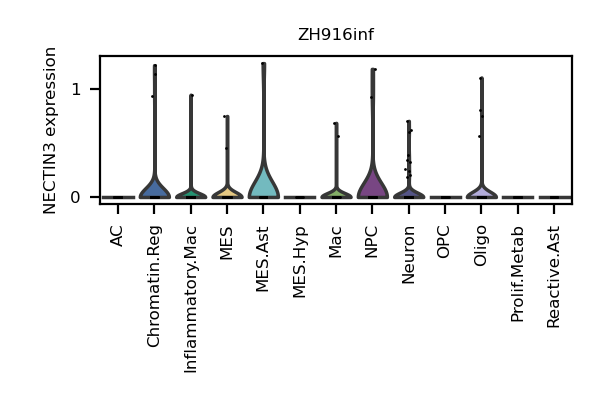 ZH916inf
NECTIN3 expression
1
0
AC
Chromatin.Reg
Inflammatory.Mac
MES
MES.Ast
MES.Hyp
Mac
NPC
Neuron
OPC
Oligo
Prolif.Metab
Reactive.Ast